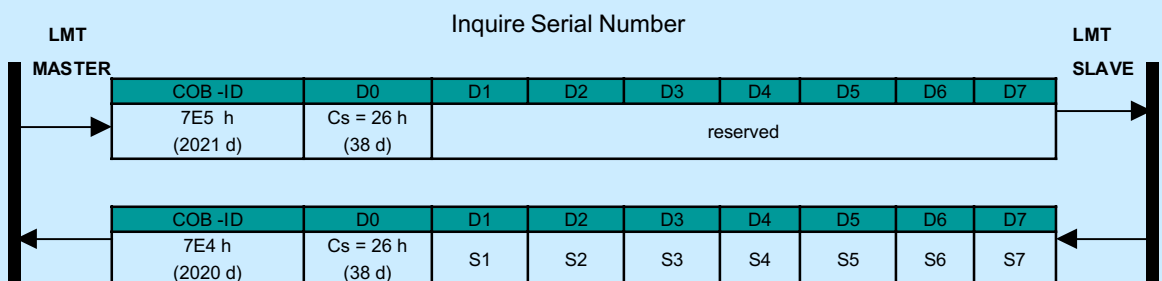 Inquire Serial Number
LMT
MASTER
LMT
SLAVE
COB -ID D0 D1 D2 D3 D4 D5 D6 D7
7E5 h Cs = 26 h reserved
(2021 d) (38 d)
COB -ID D0 D1 D2 D3 D4 D5 D6 D7
7E4 h Cs = 26 h S1 S2 S3 S4 S5 S6 S7
(2020 d) (38 d)